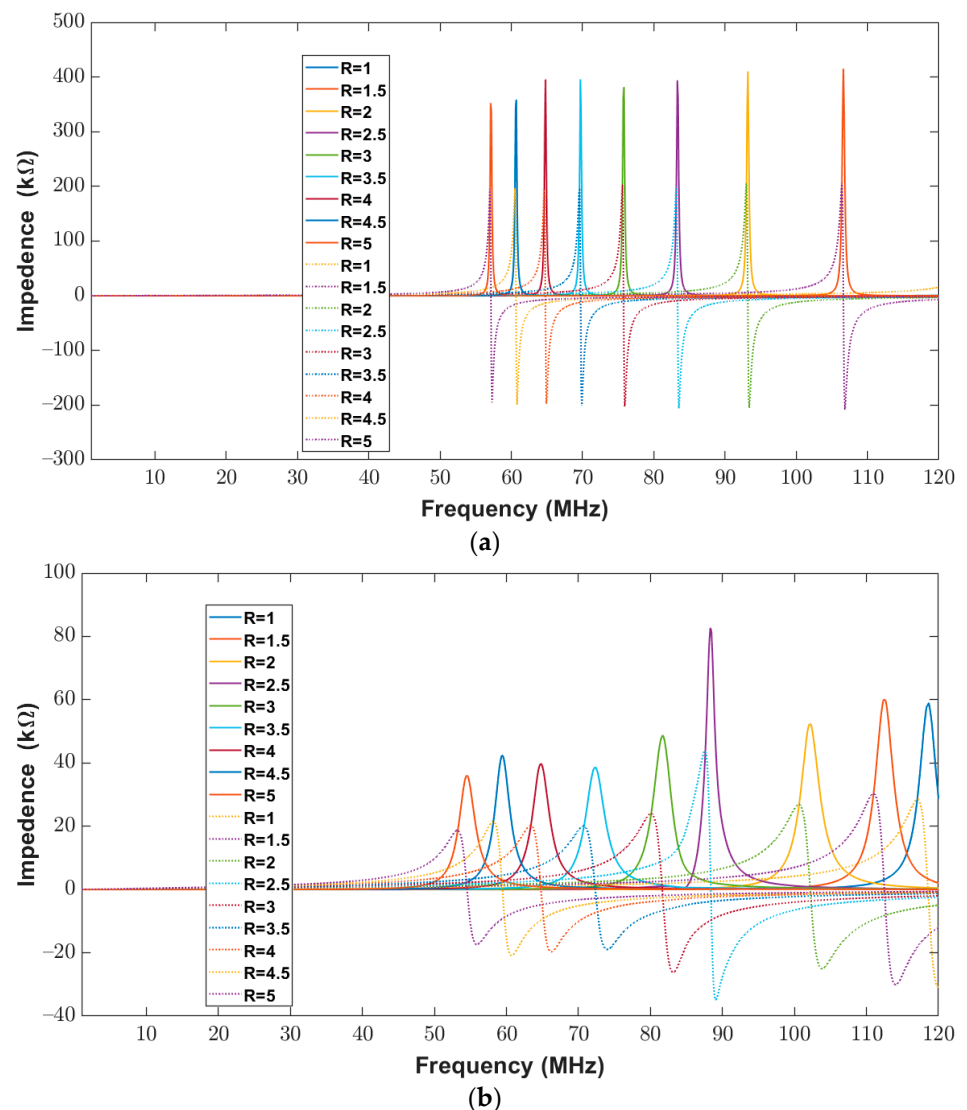 (a)
500
400
300
200
100
0
−100
−200
−300
Impedence (kΩ)
R=1
R=1.5
R=2
R=2.5
R=3
R=3.5
R=4
R=4.5
R=5
R=1
R=1.5
R=2
R=2.5
R=3
R=3.5
R=4
R=4.5
R=5
10 20 30 40 50 60 70 80 90 100 110 120
Frequency (MHz)
(a)
100
80
60
40
20
0
−20
−40
Impedence (kΩ)
R=1
R=1.5
R=2
R=2.5
R=3
R=3.5
R=4
R=4.5
R=5
R=1
R=1.5
R=2
R=2.5
R=3
R=3.5
R=4
R=4.5
R=5
10 20 30 40 50 60 70 80 90 100 110 120
Frequency (MHz)
(b)